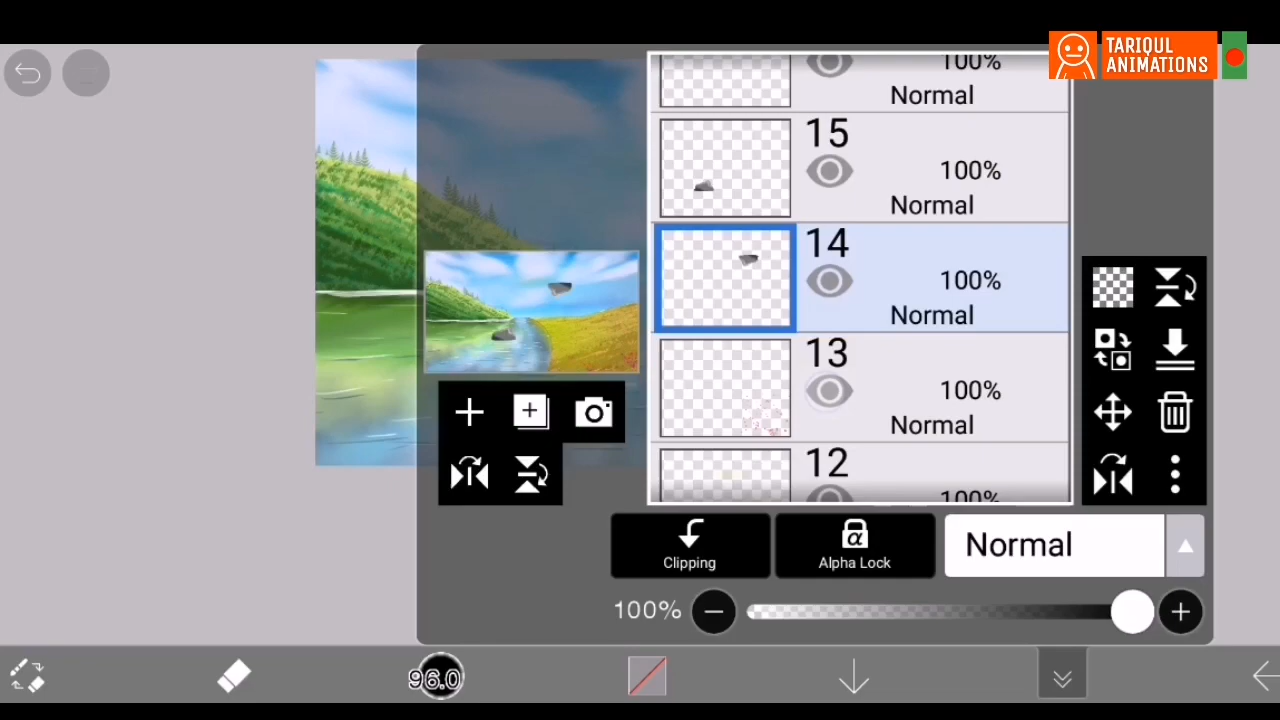 TARIQUL
ANIMATIONS
100%
Normal
15
100%
Normal
14
100%
Normal
13
100%
Normal
12
100%
Clipping
α
Alpha Lock
Normal
100%
96.0